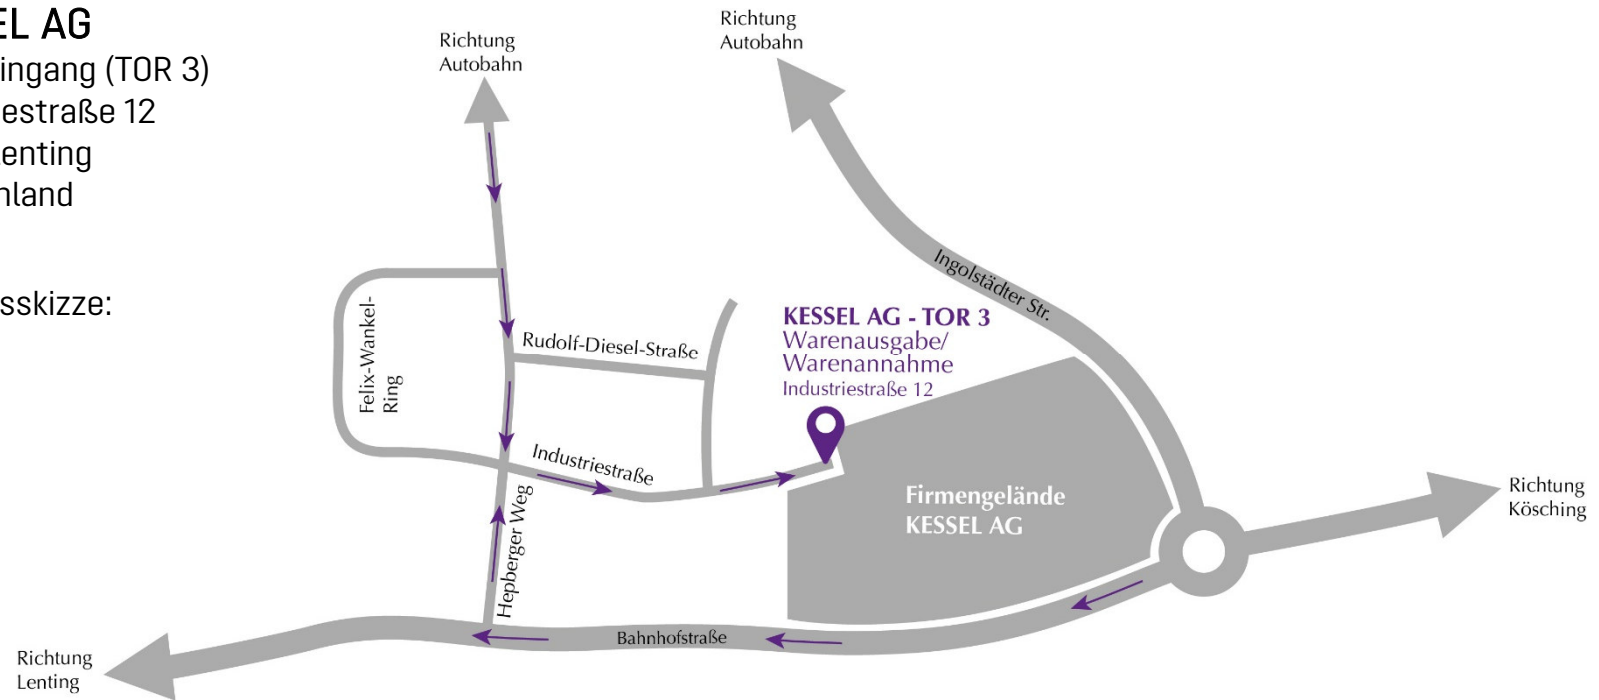 EL AG
ingang (TOR 3)
estraße 12
enting
nland
sskizze:
Richtung
Autobahn
Richtung
Autobahn
Ingolstädter Str.
Felix-Wankel-
Ring
Rudolf-Diesel-Straße
KESSEL AG - TOR 3
Warenausgabe/
Warenannahme
Industriestraße 12
Industriestraße
Hepberger Weg
Firmengelände
KESSEL AG
Richtung
Kösching
Bahnhofstraße
Richtung
Lenting